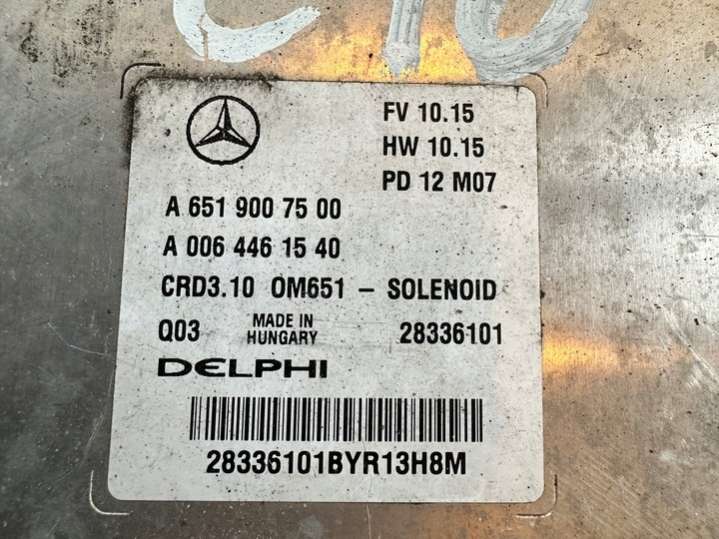 C10
FV 10.15
HW 10.15
PD 12 M07
A 651 900 75 00
A 006 446 15 40
CRD3.10 OM651 – SOLENOID
Q03 MADE IN HUNGARY 28336101
DELPHI
28336101BYR13H8M